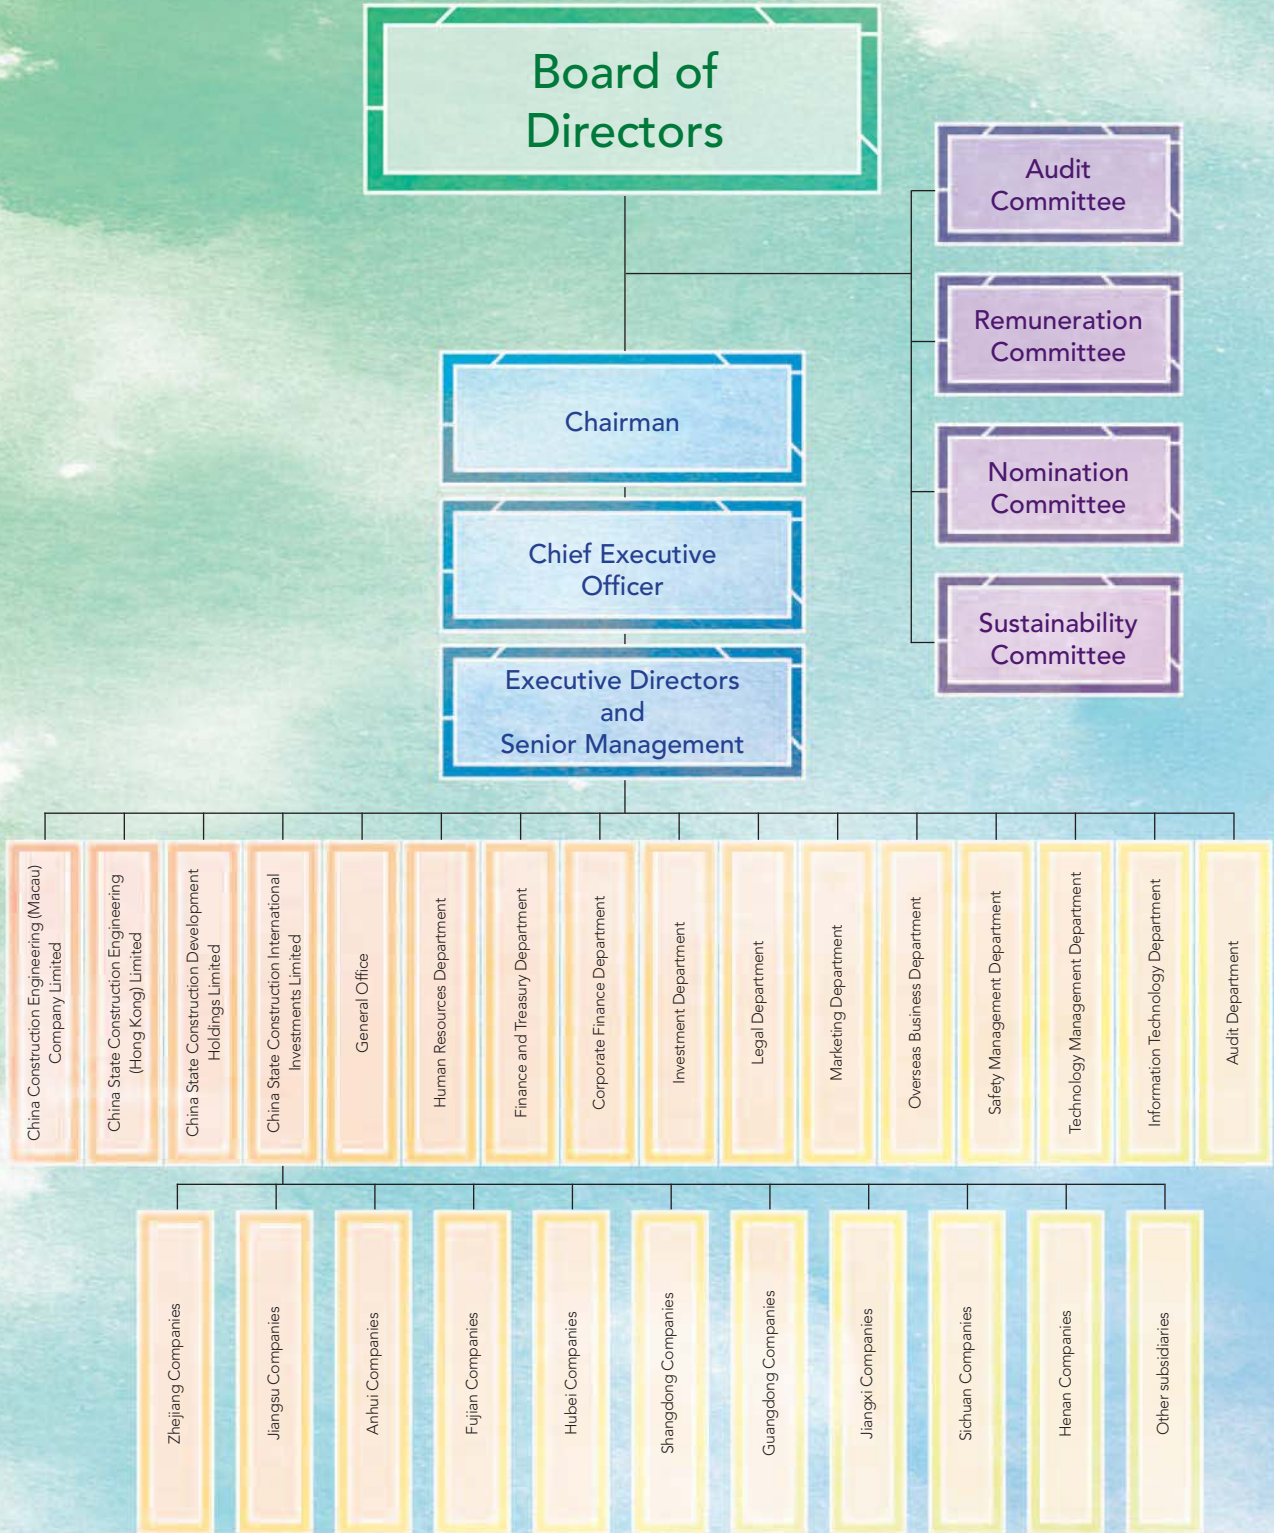 Board of
Directors
Audit
Committee
Remuneration
Committee
Nomination
Committee
Sustainability
Committee
Chairman
Chief Executive
Officer
Executive Directors
and
Senior Management
China Construction Engineering (Macau)
Company Limited
China State Construction Engineering
(Hong Kong) Limited
China State Construction Development
Holdings Limited
China State Construction International
Investments Limited
General Office
Human Resources Department
Finance and Treasury Department
Corporate Finance Department
Investment Department
Legal Department
Marketing Department
Overseas Business Department
Safety Management Department
Technology Management Department
Information Technology Department
Audit Department
Zhejiang Companies
Jiangsu Companies
Anhui Companies
Fujian Companies
Hubei Companies
Shangdong Companies
Guangdong Companies
Jiangxi Companies
Sichuan Companies
Henan Companies
Other subsidiaries